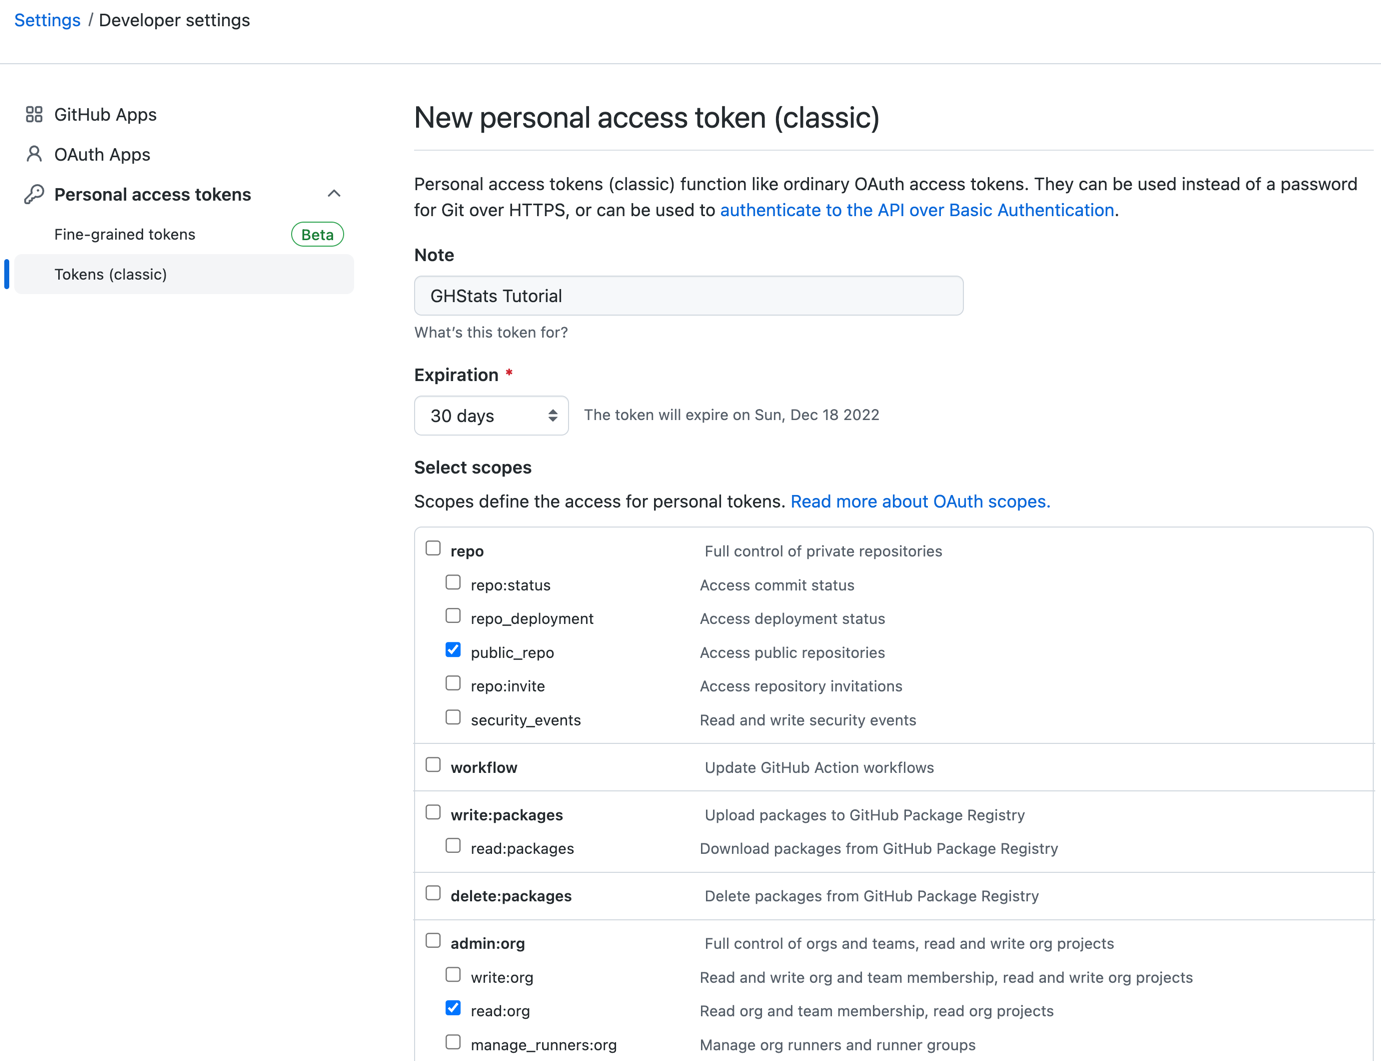 Settings / Developer settings
GitHub Apps
OAuth Apps
Personal access tokens
Fine-grained tokens Beta
Tokens (classic)
New personal access token (classic)
Personal access tokens (classic) function like ordinary OAuth access tokens. They can be used instead of a password
for Git over HTTPS, or can be used to authenticate to the API over Basic Authentication.
Note
GHStats Tutorial
What's this token for?
Expiration *
30 days The token will expire on Sun, Dec 18 2022
Select scopes
Scopes define the access for personal tokens. Read more about OAuth scopes.
repo Full control of private repositories
repo:status Access commit status
repo_deployment Access deployment status
public_repo Access public repositories
repo:invite Access repository invitations
security_events Read and write security events
workflow Update GitHub Action workflows
write:packages Upload packages to GitHub Package Registry
read:packages Download packages from GitHub Package Registry
delete:packages Delete packages from GitHub Package Registry
admin:org Full control of orgs and teams, read and write org projects
write:org Read and write org and team membership, read and write org projects
read:org Read org and team membership, read org projects
manage_runners:org Manage org runners and runner groups